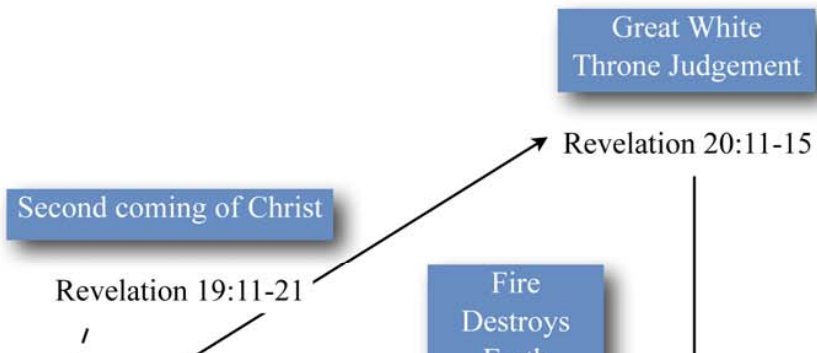 Great White
Throne Judgement
Revelation 20:11-15
Second coming of Christ
Revelation 19:11-21
Fire
Destroys